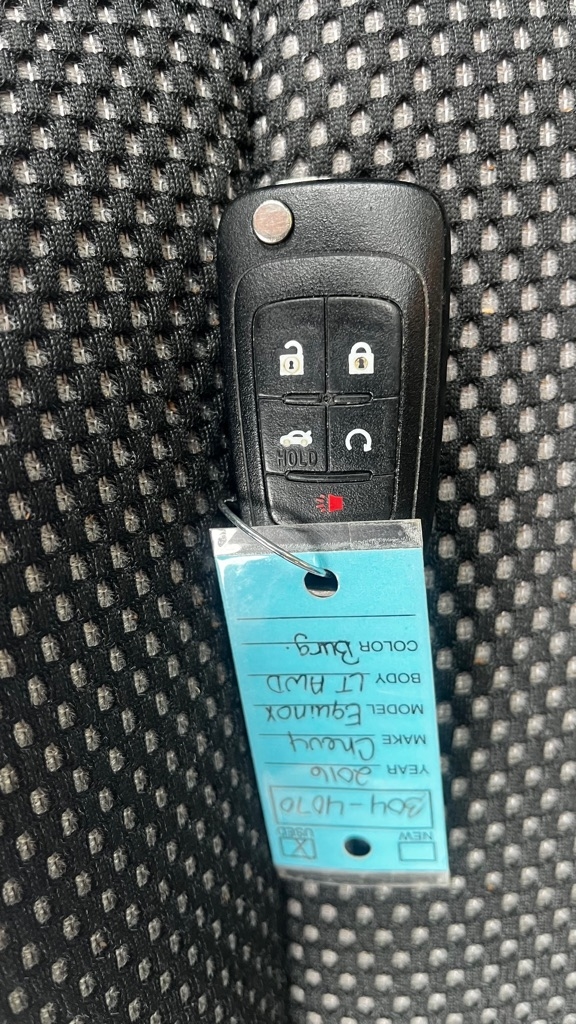 HOLD
NEW USED
X
304-4070
YEAR 2016
MAKE Chevy
MODEL Equinox
BODY LT AWD
COLOR Burg.